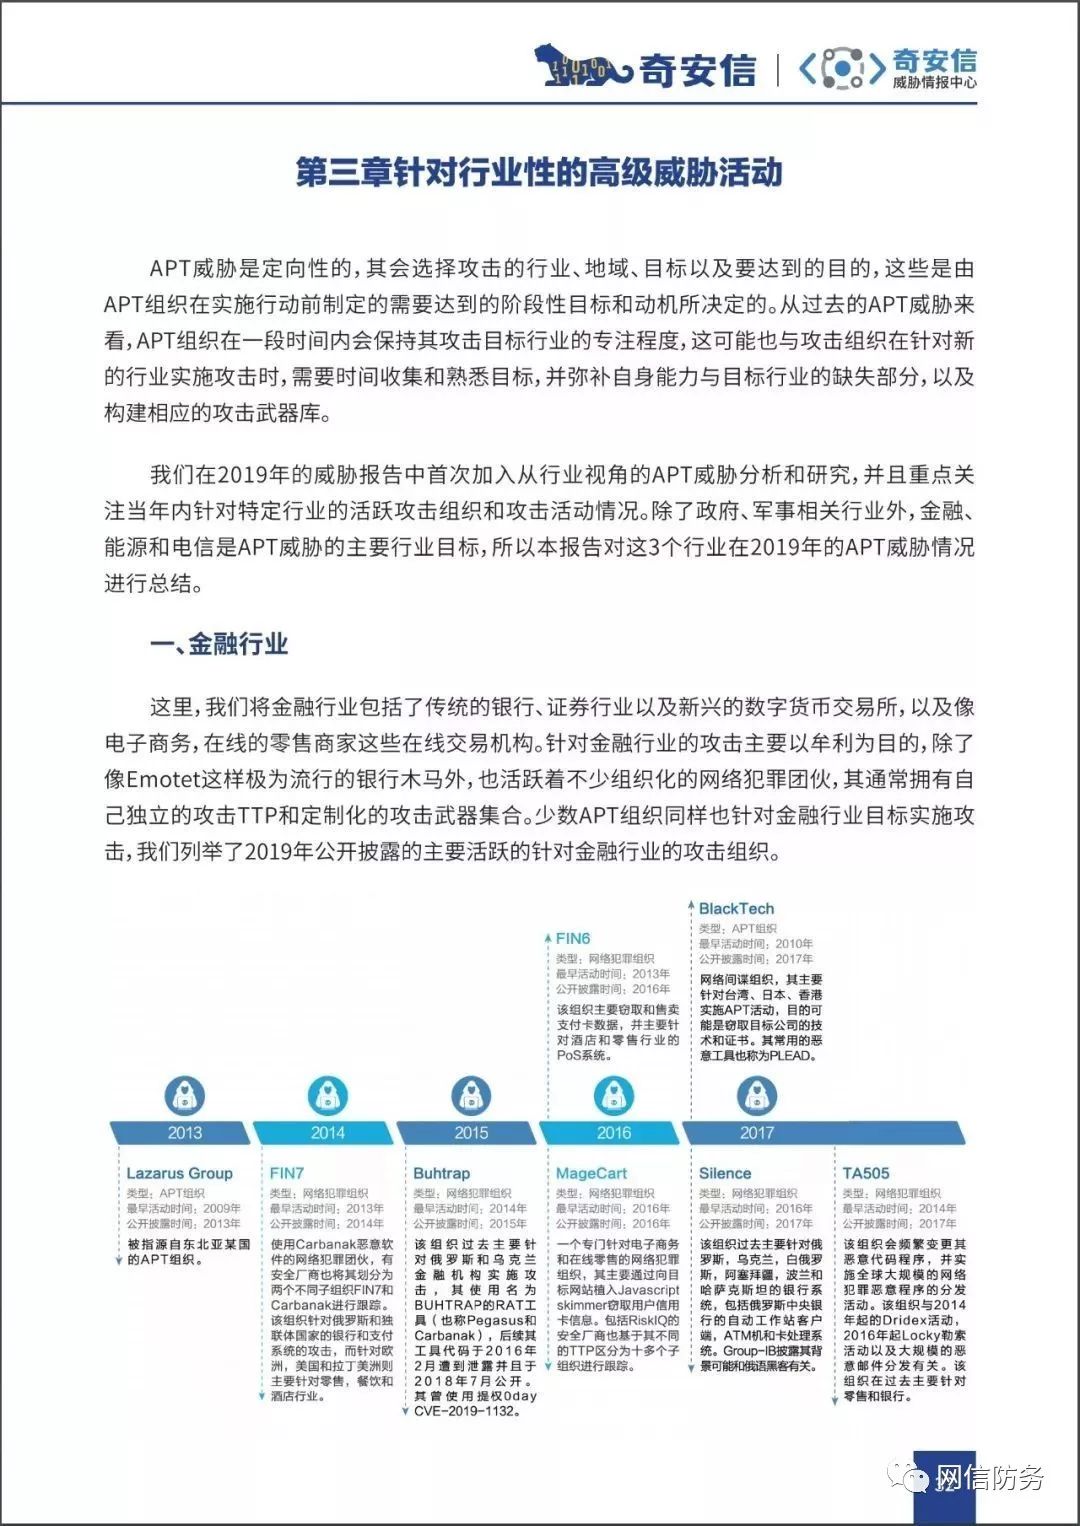 奇安信
奇安信
威胁情报中心
第三章针对行业性的高级威胁活动
APT威胁是定向性的，其会选择攻击的行业、地域、目标以及要达到的目的，这些是由
APT组织在实施行动前制定的需要达到的阶段性目标和动机所决定的。从过去的APT威胁来
看，APT组织在一段时间内会保持其攻击目标行业的专注程度，这可能也与攻击组织在针对新
的行业实施攻击时，需要时间收集和熟悉目标，并弥补自身能力与目标行业的缺失部分，以及
构建相应的攻击武器库。
我们在2019年的威胁报告中首次加入从行业视角的APT威胁分析和研究，并且重点关
注当年内针对特定行业的活跃攻击组织和攻击活动情况。除了政府、军事相关行业外，金融、
能源和电信是APT威胁的主要行业目标，所以本报告对这3个行业在2019年的APT威胁情况
进行总结。
一、金融行业
这里，我们将金融行业包括了传统的银行、证券行业以及新兴的数字货币交易所，以及像
电子商务，在线的零售商家这些在线交易机构。针对金融行业的攻击主要以牟利为目的，除了
像Emotet这样极为流行的银行木马外，也活跃着不少组织化的网络犯罪团伙，其通常拥有自
己独立的攻击TTP和定制化的攻击武器集合。少数APT组织同样也针对金融行业目标实施攻
击，我们列举了2019年公开披露的主要活跃的针对金融行业的攻击组织。
FIN6
类型：网络犯罪组织
最早活动时间：2013年
公开披露时间：2016年
该组织主要窃取和售卖
支付卡数据，并主要针
对酒店和零售行业的
PoS系统。
BlackTech
类型：APT组织
最早活动时间：2010年
公开披露时间：2017年
网络间谍组织，其主要
针对台湾、日本、香港
实施APT活动，目的可
能是窃取目标公司的技
术和证书。其常用的恶
意工具也称为PLEAD。
2013
2014
2015
2016
2017
Lazarus Group
类型：APT组织
最早活动时间：2009年
公开披露时间：2013年
被指源自东北亚某国
的APT组织。
FIN7
类型：网络犯罪组织
最早活动时间：2013年
公开披露时间：2014年
使用Carbanak恶意软
件的网络犯罪团伙，有
安全厂商也将其划分为
两个不同子组织FIN7和
Carbanak进行跟踪。
该组织针对俄罗斯和独
联体国家的银行和支付
系统的攻击，而针对欧
洲，美国和拉丁美洲则
主要针对零售，餐饮和
酒店行业。
Buhtrap
类型：网络犯罪组织
最早活动时间：2014年
公开披露时间：2015年
该组织过去主要针
对俄罗斯和乌克兰
金融机构实施攻
击，其使用名为
BUHTRAP的RAT工
具（也称Pegasus和
Carbanak），后续其
工具代码于2016年
2月遭到泄露并且于
2018年7月公开。
其曾使用提权0day
CVE-2019-1132。
MageCart
类型：网络犯罪组织
最早活动时间：2016年
公开披露时间：2016年
一个专门针对电子商务
和在线零售的网络犯罪
组织，其主要通过向目
标网站植入Javascript
skimmer窃取用户信用
卡信息。包括RiskIQ的
安全厂商也基于其不同
的TTP区分为十多个子
组织进行跟踪。
Silence
类型：网络犯罪组织
最早活动时间：2016年
公开披露时间：2017年
该组织过去主要针对俄
罗斯，乌克兰，白俄罗
斯，阿塞拜疆，波兰和
哈萨克斯坦的银行系
统，包括俄罗斯中央银
行的自动工作站客户
端，ATM机和卡处理系
统。Group-IB披露其背
景可能和俄语黑客有关。
TA505
类型：网络犯罪组织
最早活动时间：2014年
公开披露时间：2017年
该组织会频繁变更其
恶意代码程序，并实
施全球大规模的网络
犯罪恶意程序的分发
活动。该组织与2014
年起的Dridex活动，
2016年起Locky勒索
活动以及大规模的恶
意邮件分发有关。该
组织在过去主要针对
零售和银行。
32
网信防务